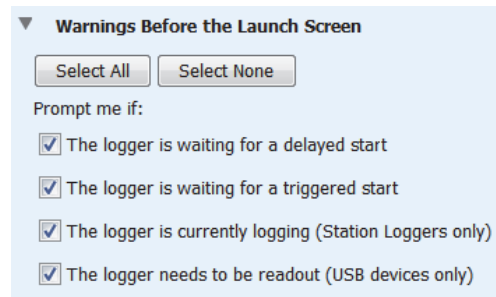 Warnings Before the Launch Screen
Select All Select None
Prompt me if:
The logger is waiting for a delayed start
The logger is waiting for a triggered start
The logger is currently logging (Station Loggers only)
The logger needs to be readout (USB devices only)